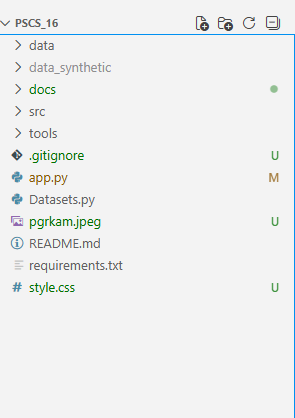 PSCS_16
data
data_synthetic
docs
src
tools
.gitignore U
app.py M
Datasets.py
pgrkam.jpeg U
README.md
requirements.txt
style.css U